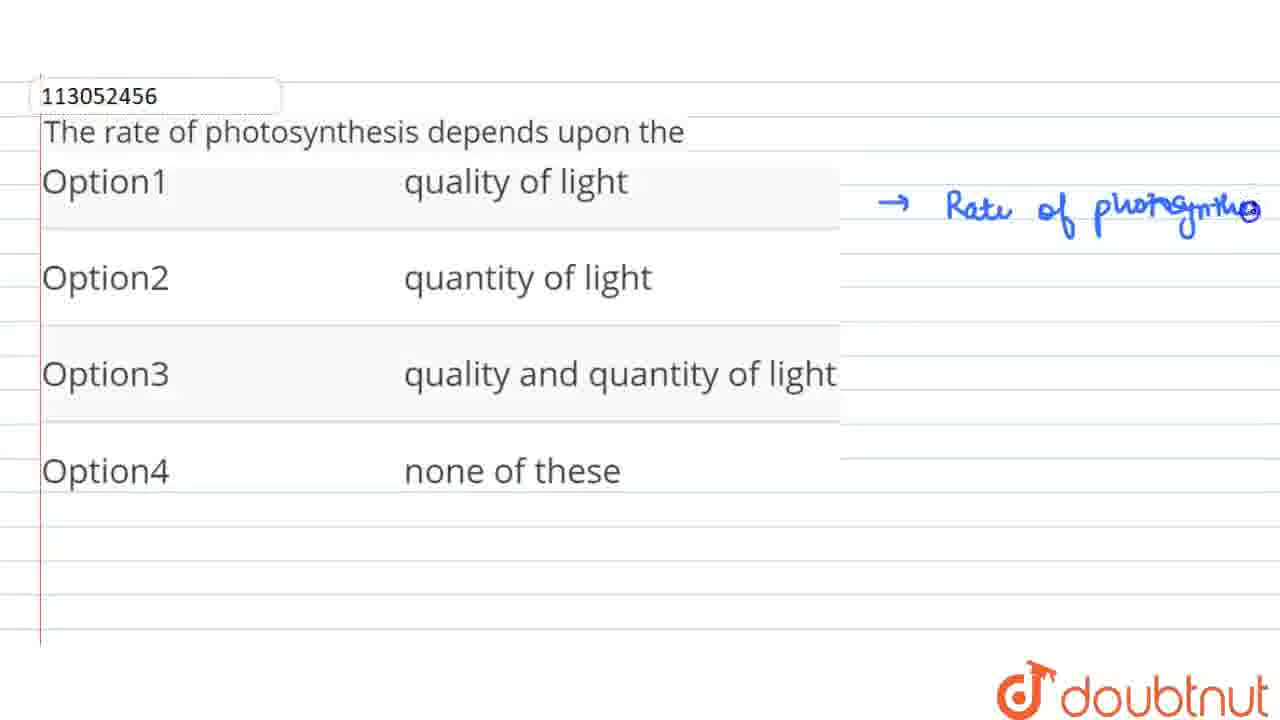 113052456
The rate of photosynthesis depends upon the
Option1 quality of light
→ Rate of photosynthes
Option2 quantity of light
Option3 quality and quantity of light
Option4 none of these
doubtnut